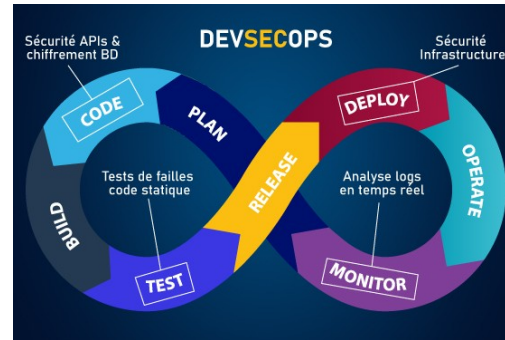 DEVSECOPS
Sécurité APIs &
chiffrement BD
Sécurité
Infrastructure
CODE
PLAN
DEPLOY
BUILD
Tests de failles
code statique
RELEASE
Analyse logs
en temps réel
OPERATE
TEST
MONITOR